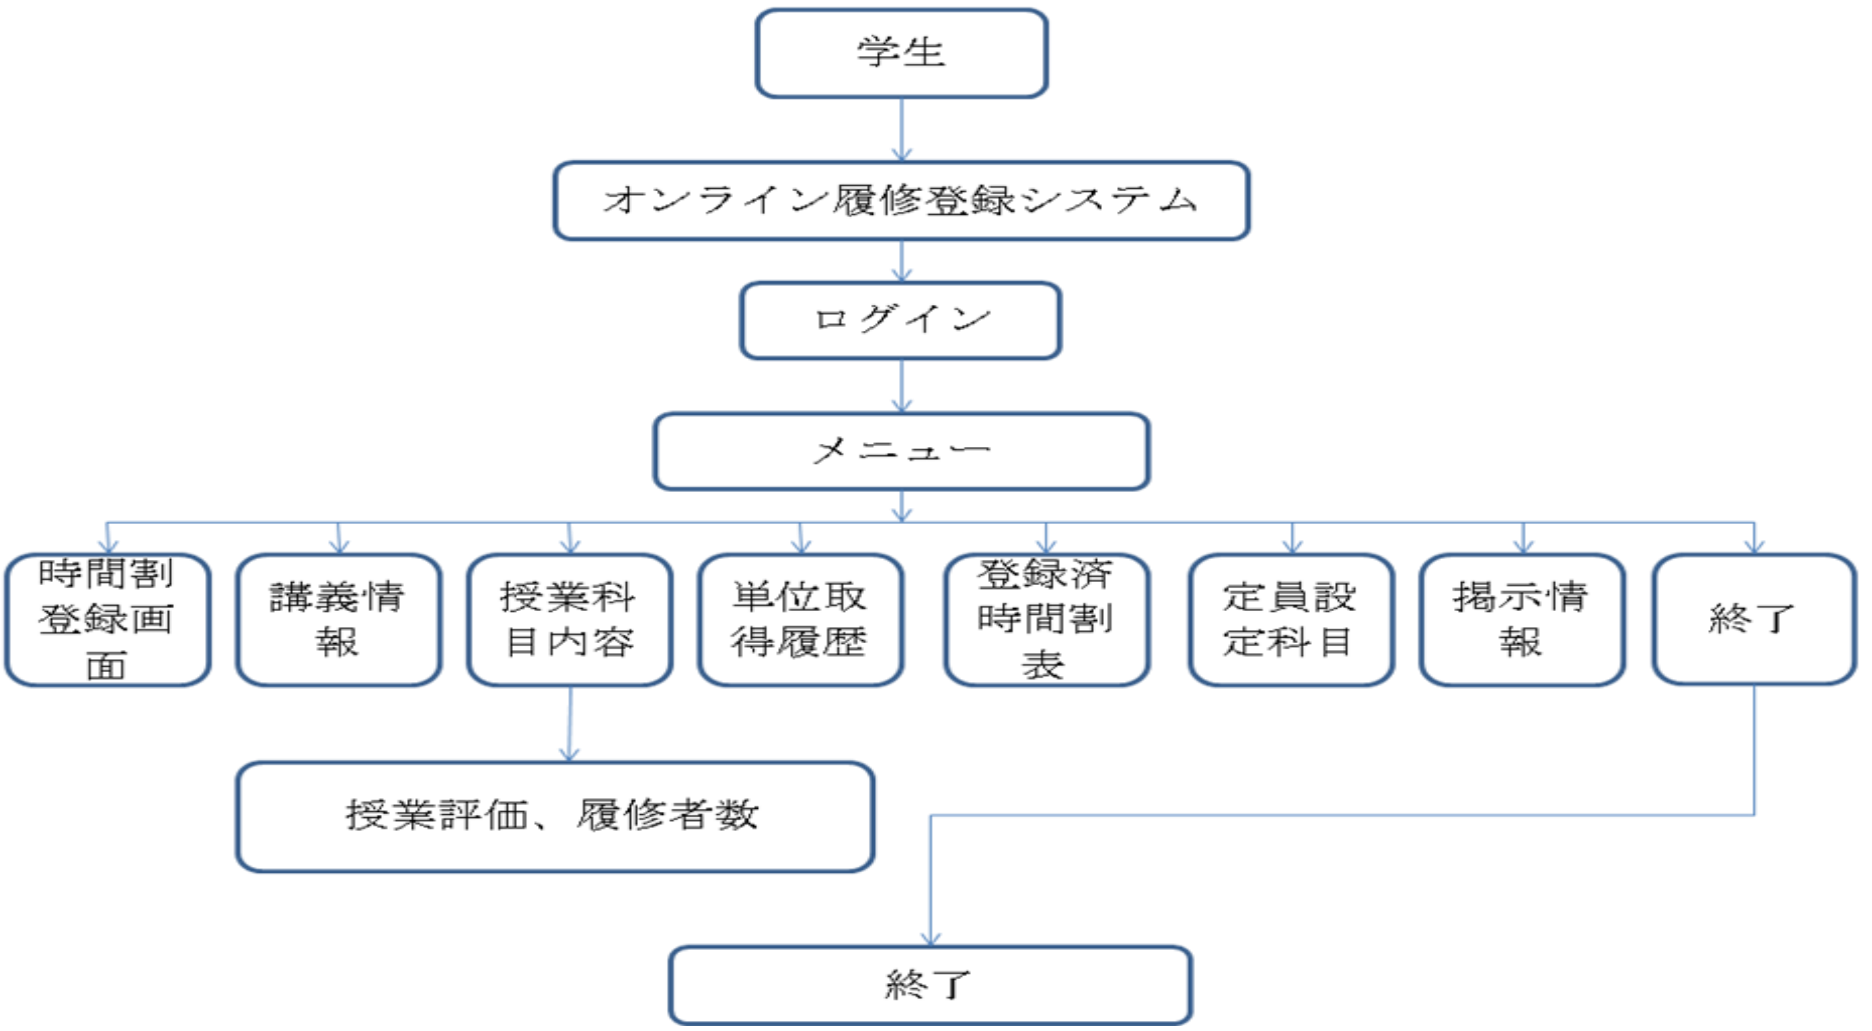 学生
オンライン履修登録システム
ログイン
メニュー
時間割
登録画
面
講義情
報
授業科
目内容
単位取
得履歴
登録済
時間割
表
定員設
定科目
掲示情
報
終了
授業評価、履修者数
終了